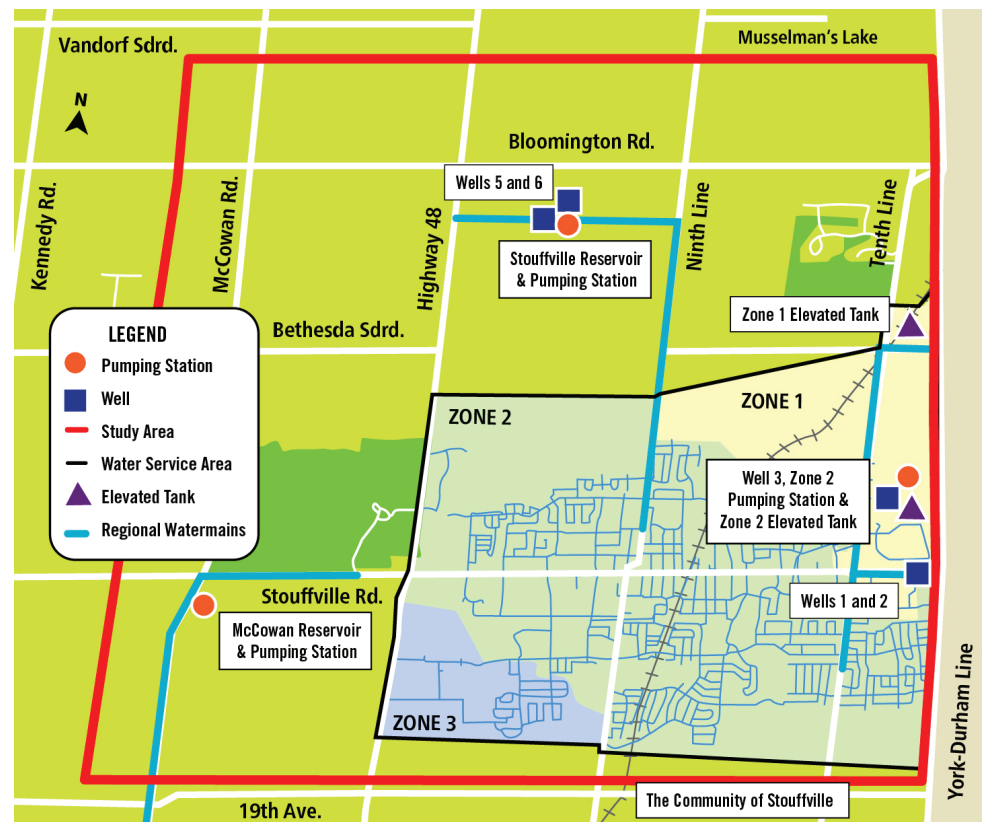 Vandorf Sdrd.
Musselman's Lake
N
Bloomington Rd.
Wells 5 and 6
Kennedy Rd.
McCowan Rd.
Highway 48
Ninth Line
Tenth Line
Stouffville Reservoir
& Pumping Station
Zone 1 Elevated Tank
Bethesda Sdrd.
LEGEND
Pumping Station
Well
Study Area
Water Service Area
Elevated Tank
Regional Watermains
ZONE 1
ZONE 2
Well 3, Zone 2
Pumping Station &
Zone 2 Elevated Tank
Stouffville Rd.
Wells 1 and 2
McCowan Reservoir
& Pumping Station
York-Durham Line
ZONE 3
The Community of Stouffville
19th Ave.